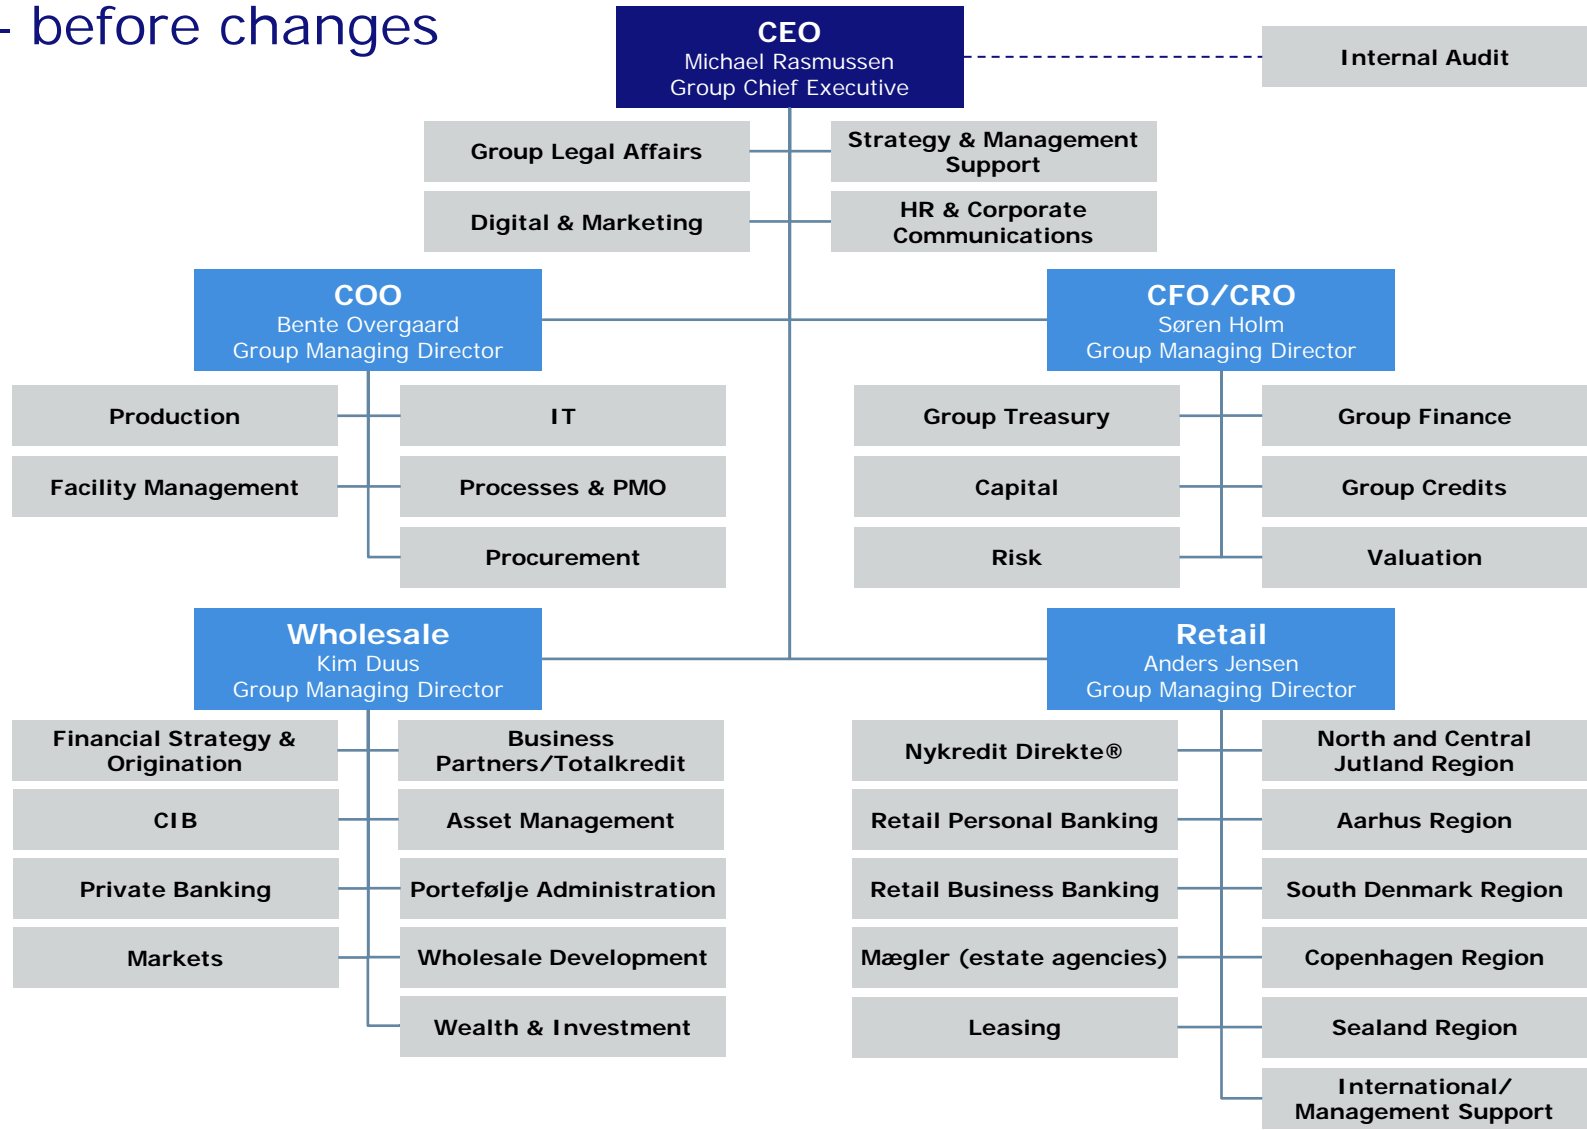 - before changes
CEO
Michael Rasmussen
Group Chief Executive
Internal Audit
Group Legal Affairs
Strategy & Management
Support
Digital & Marketing
HR & Corporate
Communications
COO
Bente Overgaard
Group Managing Director
CFO/CRO
Søren Holm
Group Managing Director
Production
IT
Facility Management
Processes & PMO
Procurement
Group Treasury
Group Finance
Capital
Group Credits
Risk
Valuation
Wholesale
Kim Duus
Group Managing Director
Retail
Anders Jensen
Group Managing Director
Financial Strategy &
Origination
Business
Partners/Totalkredit
CIB
Asset Management
Private Banking
Portefølje Administration
Markets
Wholesale Development
Wealth & Investment
Nykredit Direkte®
North and Central
Jutland Region
Retail Personal Banking
Aarhus Region
Retail Business Banking
South Denmark Region
Mægler (estate agencies)
Copenhagen Region
Leasing
Sealand Region
International/
Management Support